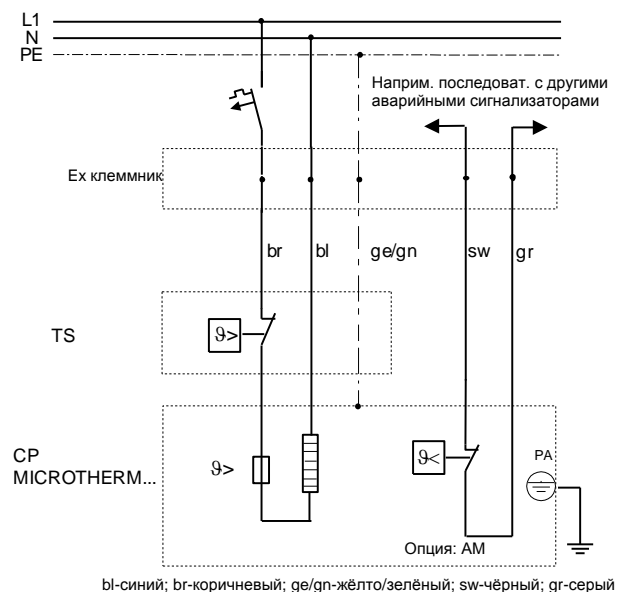 L1
N
PE
Наприм. последоват. с другими
аварийными сигнализаторами
Ex клеммник
br
bl
ge/gn
sw
gr
TS
ϑ>
CP
MICROTHERM...
ϑ>
ϑ<
PA
Опция: AM
bl-синий; br-коричневый; ge/gn-жёлто/зелёный; sw-чёрный; gr-серый